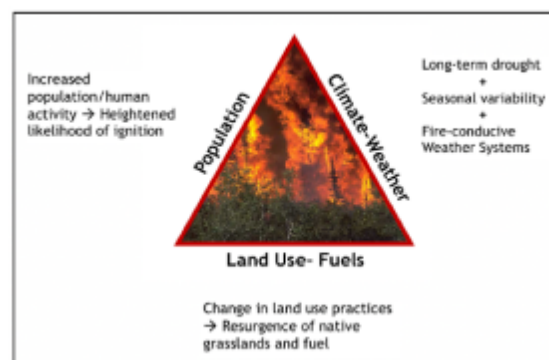 Increased
population/human
activity → Heightened
likelihood of ignition
Population
Climate-Weather
Long-term drought
+
Seasonal variability
+
Fire-conducive
Weather Systems
Land Use- Fuels
Change in land use practices
→ Resurgence of native
grasslands and fuel